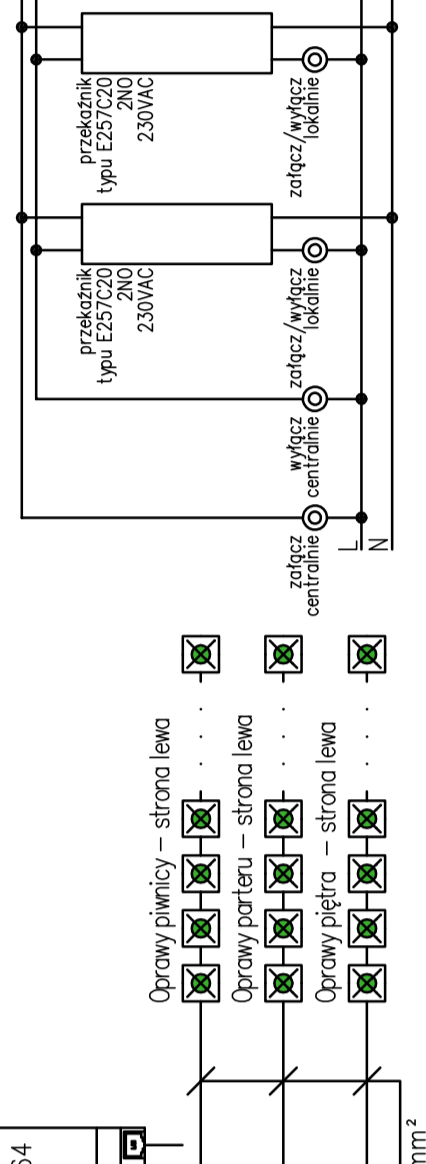 przekaźnik
typu E257C20
2NO
230VAC
załącz/wyłącz
lokalnie
przekaźnik
typu E257C20
2NO
230VAC
załącz/wyłącz
lokalnie
wyłącz
centralnie
załącz
centralnie
L
N
Oprawy piwnicy – strona lewa
Oprawy parteru – strona lewa
Oprawy piętra – strona lewa
64
mm²